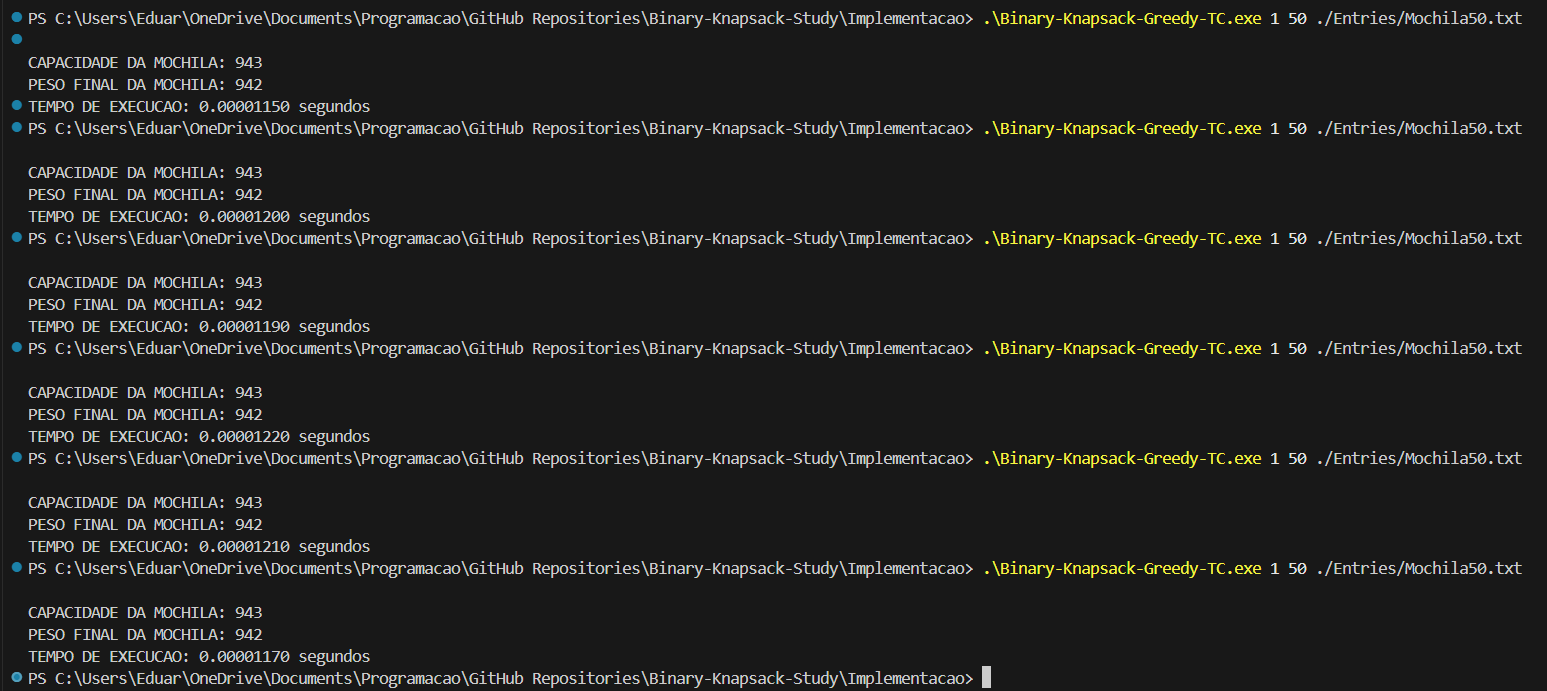 PS C:\Users\Eduar\OneDrive\Documents\Programacao\GitHub Repositories\Binary-Knapsack-Study\Implementacao> .\Binary-Knapsack-Greedy-TC.exe 1 50 ./Entries/Mochila50.txt
CAPACIDADE DA MOCHILA: 943
PESO FINAL DA MOCHILA: 942
TEMPO DE EXECUCAO: 0.00001150 segundos
PS C:\Users\Eduar\OneDrive\Documents\Programacao\GitHub Repositories\Binary-Knapsack-Study\Implementacao> .\Binary-Knapsack-Greedy-TC.exe 1 50 ./Entries/Mochila50.txt
CAPACIDADE DA MOCHILA: 943
PESO FINAL DA MOCHILA: 942
TEMPO DE EXECUCAO: 0.00001200 segundos
PS C:\Users\Eduar\OneDrive\Documents\Programacao\GitHub Repositories\Binary-Knapsack-Study\Implementacao> .\Binary-Knapsack-Greedy-TC.exe 1 50 ./Entries/Mochila50.txt
CAPACIDADE DA MOCHILA: 943
PESO FINAL DA MOCHILA: 942
TEMPO DE EXECUCAO: 0.00001190 segundos
PS C:\Users\Eduar\OneDrive\Documents\Programacao\GitHub Repositories\Binary-Knapsack-Study\Implementacao> .\Binary-Knapsack-Greedy-TC.exe 1 50 ./Entries/Mochila50.txt
CAPACIDADE DA MOCHILA: 943
PESO FINAL DA MOCHILA: 942
TEMPO DE EXECUCAO: 0.00001220 segundos
PS C:\Users\Eduar\OneDrive\Documents\Programacao\GitHub Repositories\Binary-Knapsack-Study\Implementacao> .\Binary-Knapsack-Greedy-TC.exe 1 50 ./Entries/Mochila50.txt
CAPACIDADE DA MOCHILA: 943
PESO FINAL DA MOCHILA: 942
TEMPO DE EXECUCAO: 0.00001210 segundos
PS C:\Users\Eduar\OneDrive\Documents\Programacao\GitHub Repositories\Binary-Knapsack-Study\Implementacao> .\Binary-Knapsack-Greedy-TC.exe 1 50 ./Entries/Mochila50.txt
CAPACIDADE DA MOCHILA: 943
PESO FINAL DA MOCHILA: 942
TEMPO DE EXECUCAO: 0.00001170 segundos
PS C:\Users\Eduar\OneDrive\Documents\Programacao\GitHub Repositories\Binary-Knapsack-Study\Implementacao>